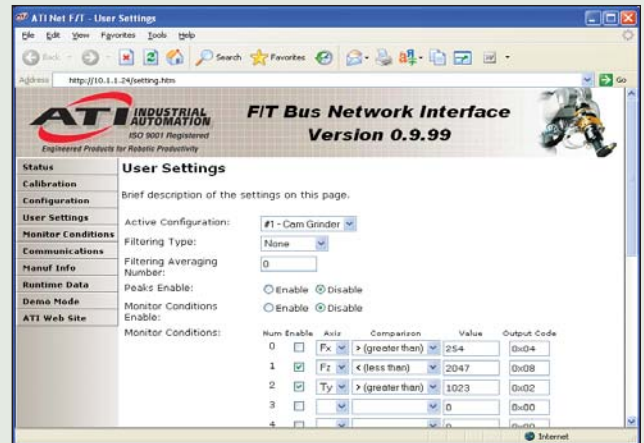 ATI Net F/T - User Settings
File Edit View Favorites Tools Help
Back Search Favorites
Address http://10.1.1.24/setting.htm Go
ATI INDUSTRIAL AUTOMATION
ISO 9001 Registered
Engineered Products for Robotic Productivity
F/T Bus Network Interface
Version 0.9.99
Status
Calibration
Configuration
User Settings
Monitor Conditions
Communications
Manuf Info
Runtime Data
Demo Mode
ATI Web Site
User Settings
Brief description of the settings on this page.
Active Configuration: #1 - Cam Grinder
Filtering Type: None
Filtering Averaging Number: 0
Peaks Enable: Enable Disable
Monitor Conditions Enable: Enable Disable
Monitor Conditions: Num Enable Axis Comparison Value Output Code
0 Fx > (greater than) 254 0x04
1 Fz < (less than) 2047 0x08
2 Ty > (greater than) 1023 0x02
3 0 0x00
4 0 0x00
Internet